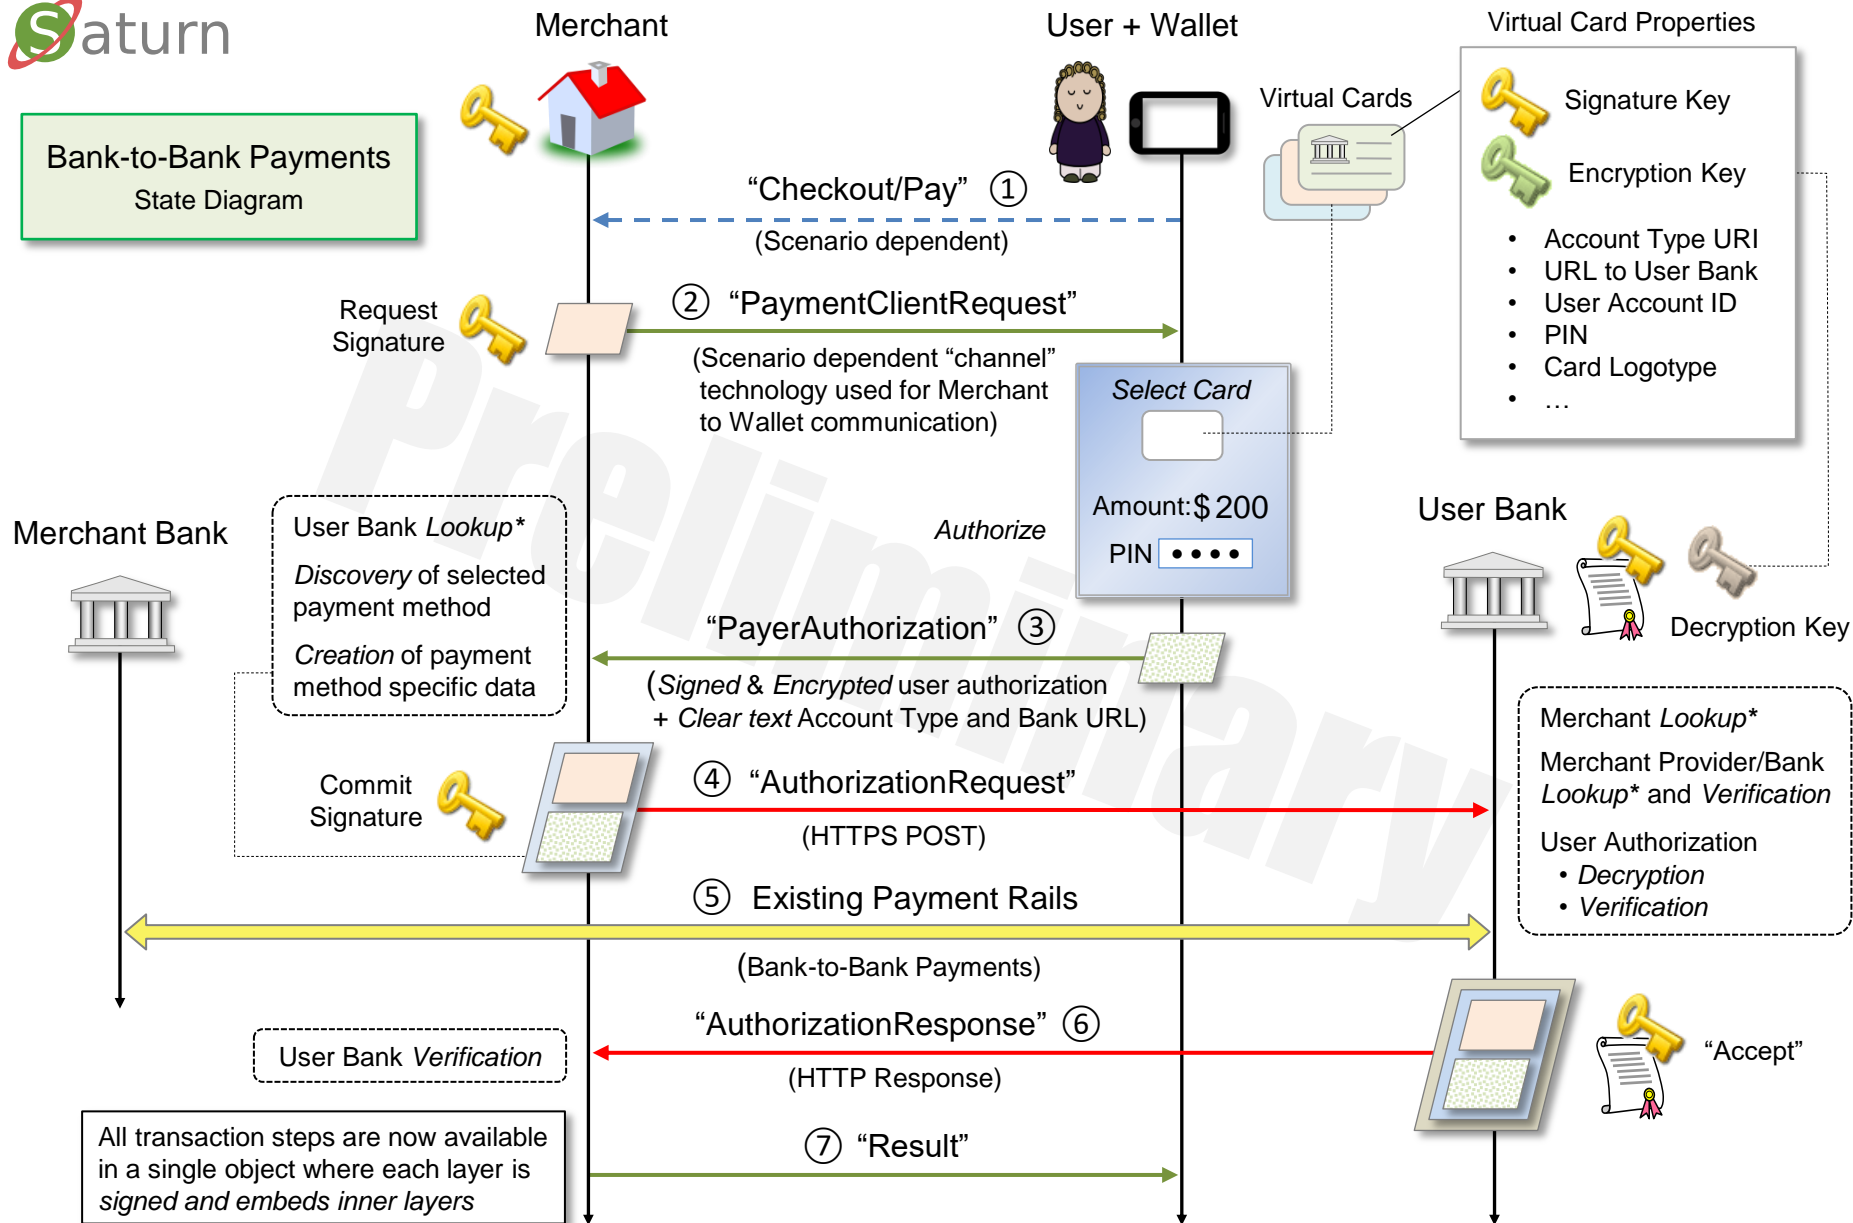 Saturn
Merchant
User + Wallet
Virtual Card Properties
Bank-to-Bank Payments
State Diagram
Virtual Cards
Signature Key
Encryption Key
• Account Type URI
• URL to User Bank
• User Account ID
• PIN
• Card Logotype
• …
“Checkout/Pay” ①
(Scenario dependent)
Request
Signature
② “PaymentClientRequest”
(Scenario dependent “channel”
technology used for Merchant
to Wallet communication)
Select Card
Amount: $ 200
PIN ● ● ● ●
Authorize
Preliminary
Merchant Bank
User Bank Lookup*
Discovery of selected
payment method
Creation of payment
method specific data
User Bank
Decryption Key
“PayerAuthorization” ③
(Signed & Encrypted user authorization
+ Clear text Account Type and Bank URL)
Commit
Signature
④ “AuthorizationRequest”
(HTTPS POST)
Merchant Lookup*
Merchant Provider/Bank
Lookup* and Verification
User Authorization
• Decryption
• Verification
⑤ Existing Payment Rails
(Bank-to-Bank Payments)
“AuthorizationResponse” ⑥
(HTTP Response)
User Bank Verification
“Accept”
All transaction steps are now available
in a single object where each layer is
signed and embeds inner layers
⑦ “Result”